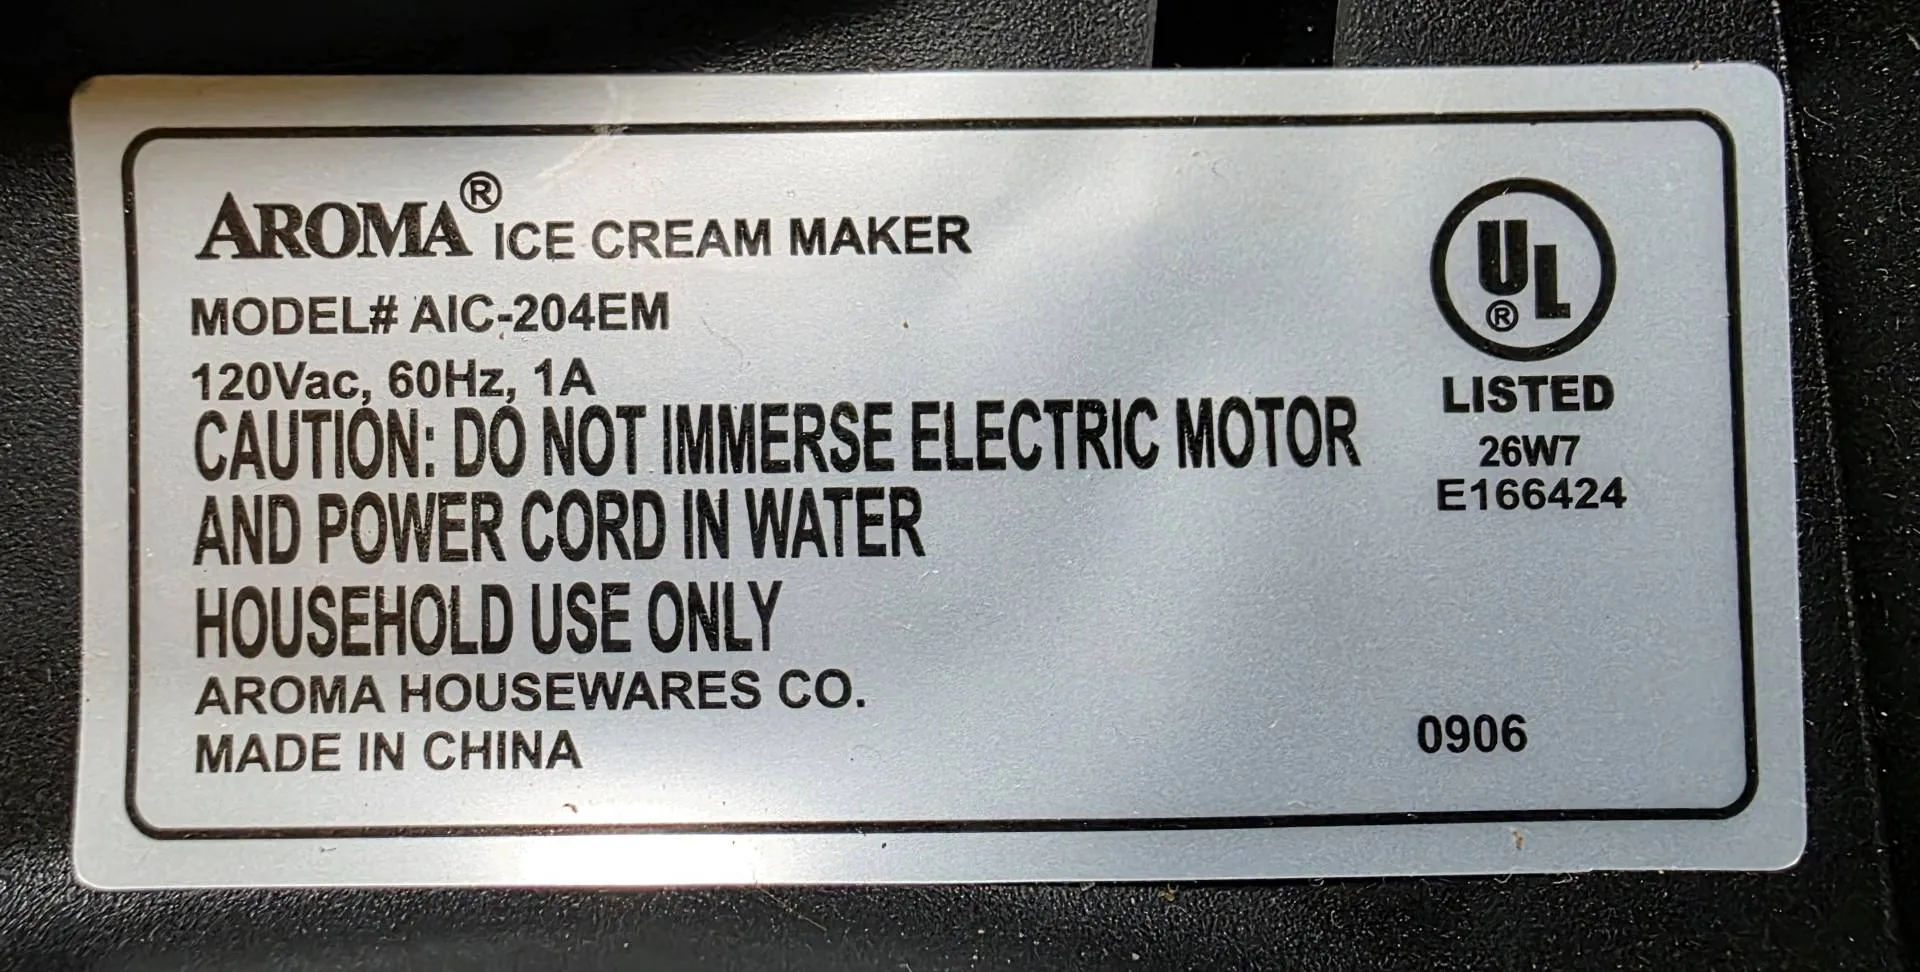 AROMA® ICE CREAM MAKER
MODEL# AIC-204EM
120Vac, 60Hz, 1A
CAUTION: DO NOT IMMERSE ELECTRIC MOTOR
AND POWER CORD IN WATER
HOUSEHOLD USE ONLY
AROMA HOUSEWARES CO.
MADE IN CHINA
UL®
LISTED
26W7
E166424
0906